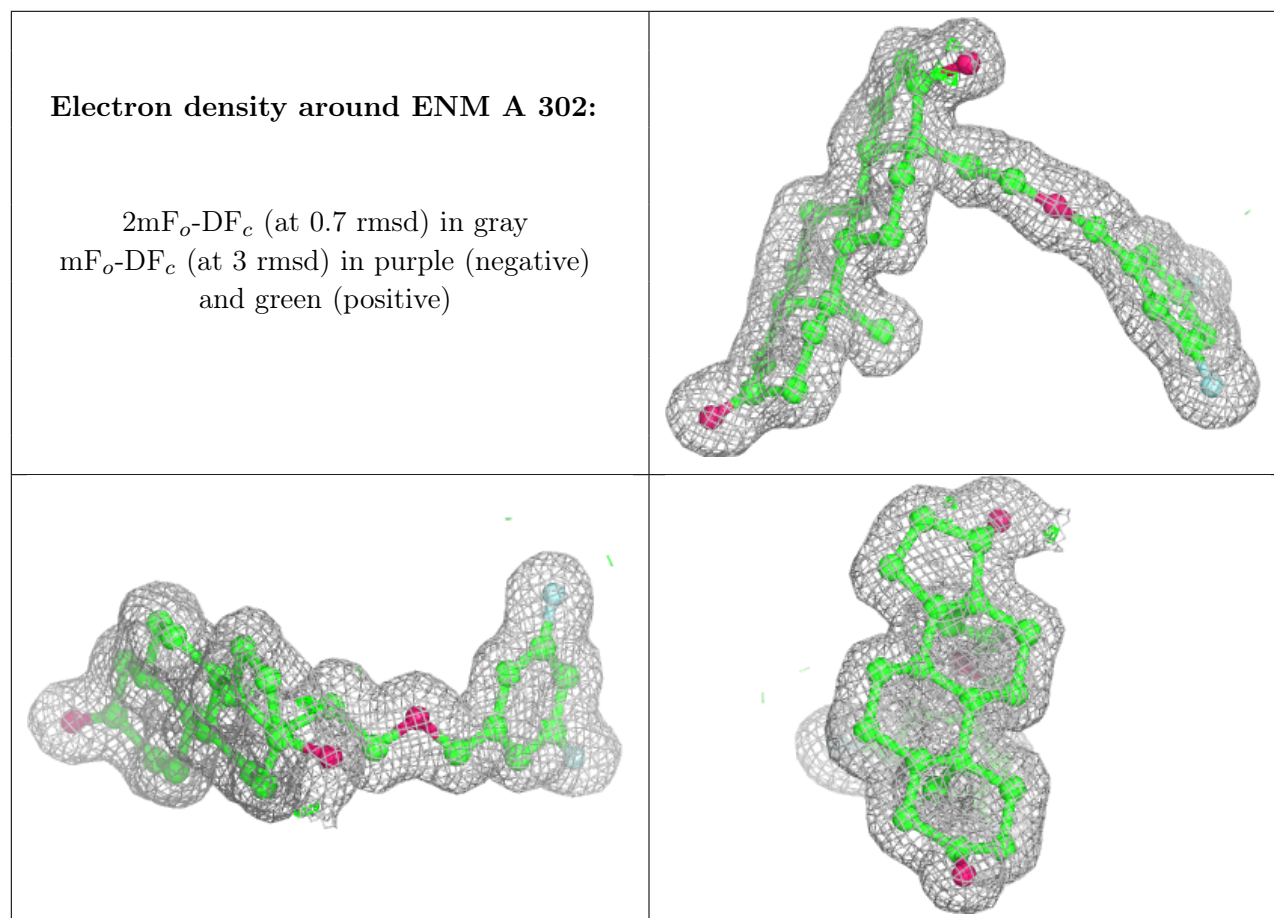 Electron density around ENM A 302:
2mFo-DFc (at 0.7 rmsd) in gray
mFo-DFc (at 3 rmsd) in purple (negative)
and green (positive)